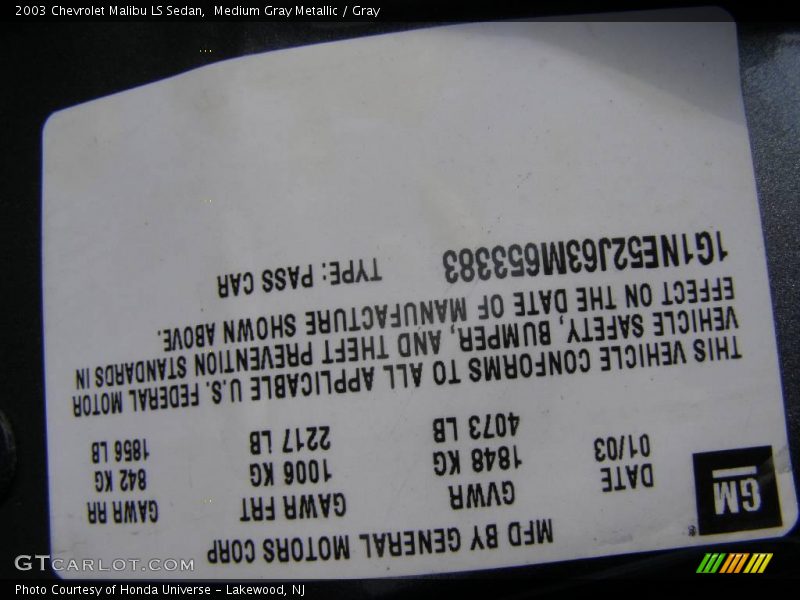 2003 Chevrolet Malibu LS Sedan,  Medium Gray Metallic / Gray
MFD BY GENERAL MOTORS CORP
GM
DATE GVWR GAWR FRT GAWR RR
01/03 1848 KG 1006 KG 842 KG
4073 LB 2217 LB 1856 LB
THIS VEHICLE CONFORMS TO ALL APPLICABLE U.S. FEDERAL MOTOR
VEHICLE SAFETY, BUMPER, AND THEFT PREVENTION STANDARDS IN
EFFECT ON THE DATE OF MANUFACTURE SHOWN ABOVE.
1G1NE52J63M653383 TYPE: PASS CAR
GTCarLot.com
Photo Courtesy of Honda Universe - Lakewood, NJ